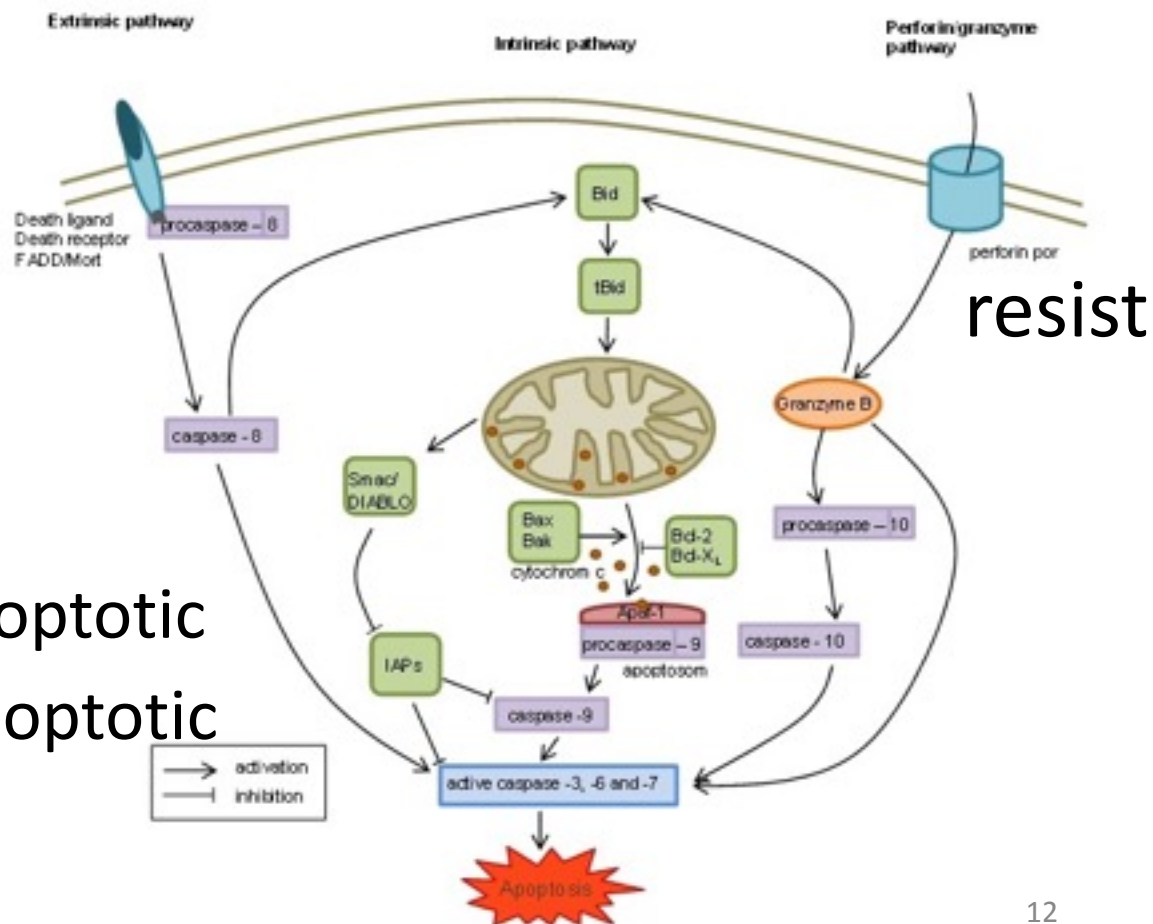 Extrinsic pathway
Intrinsic pathway
Perforin/granzyme
pathway
Death ligand
Death receptor
FADD/Mort
procaspase - 8
Bid
tBid
perforin por
resist
Granzyme B
caspase - 8
Smac/
DIABLO
Bax
Bak
Bcl-2
Bcl-XL
cytochrom c
procaspase - 10
Apaf-1
procaspase - 9
apoptosom
caspase - 10
optotic
optotic
IAPs
caspase -9
activation
inhibition
active caspase -3, -6 and -7
Apoptosis
12